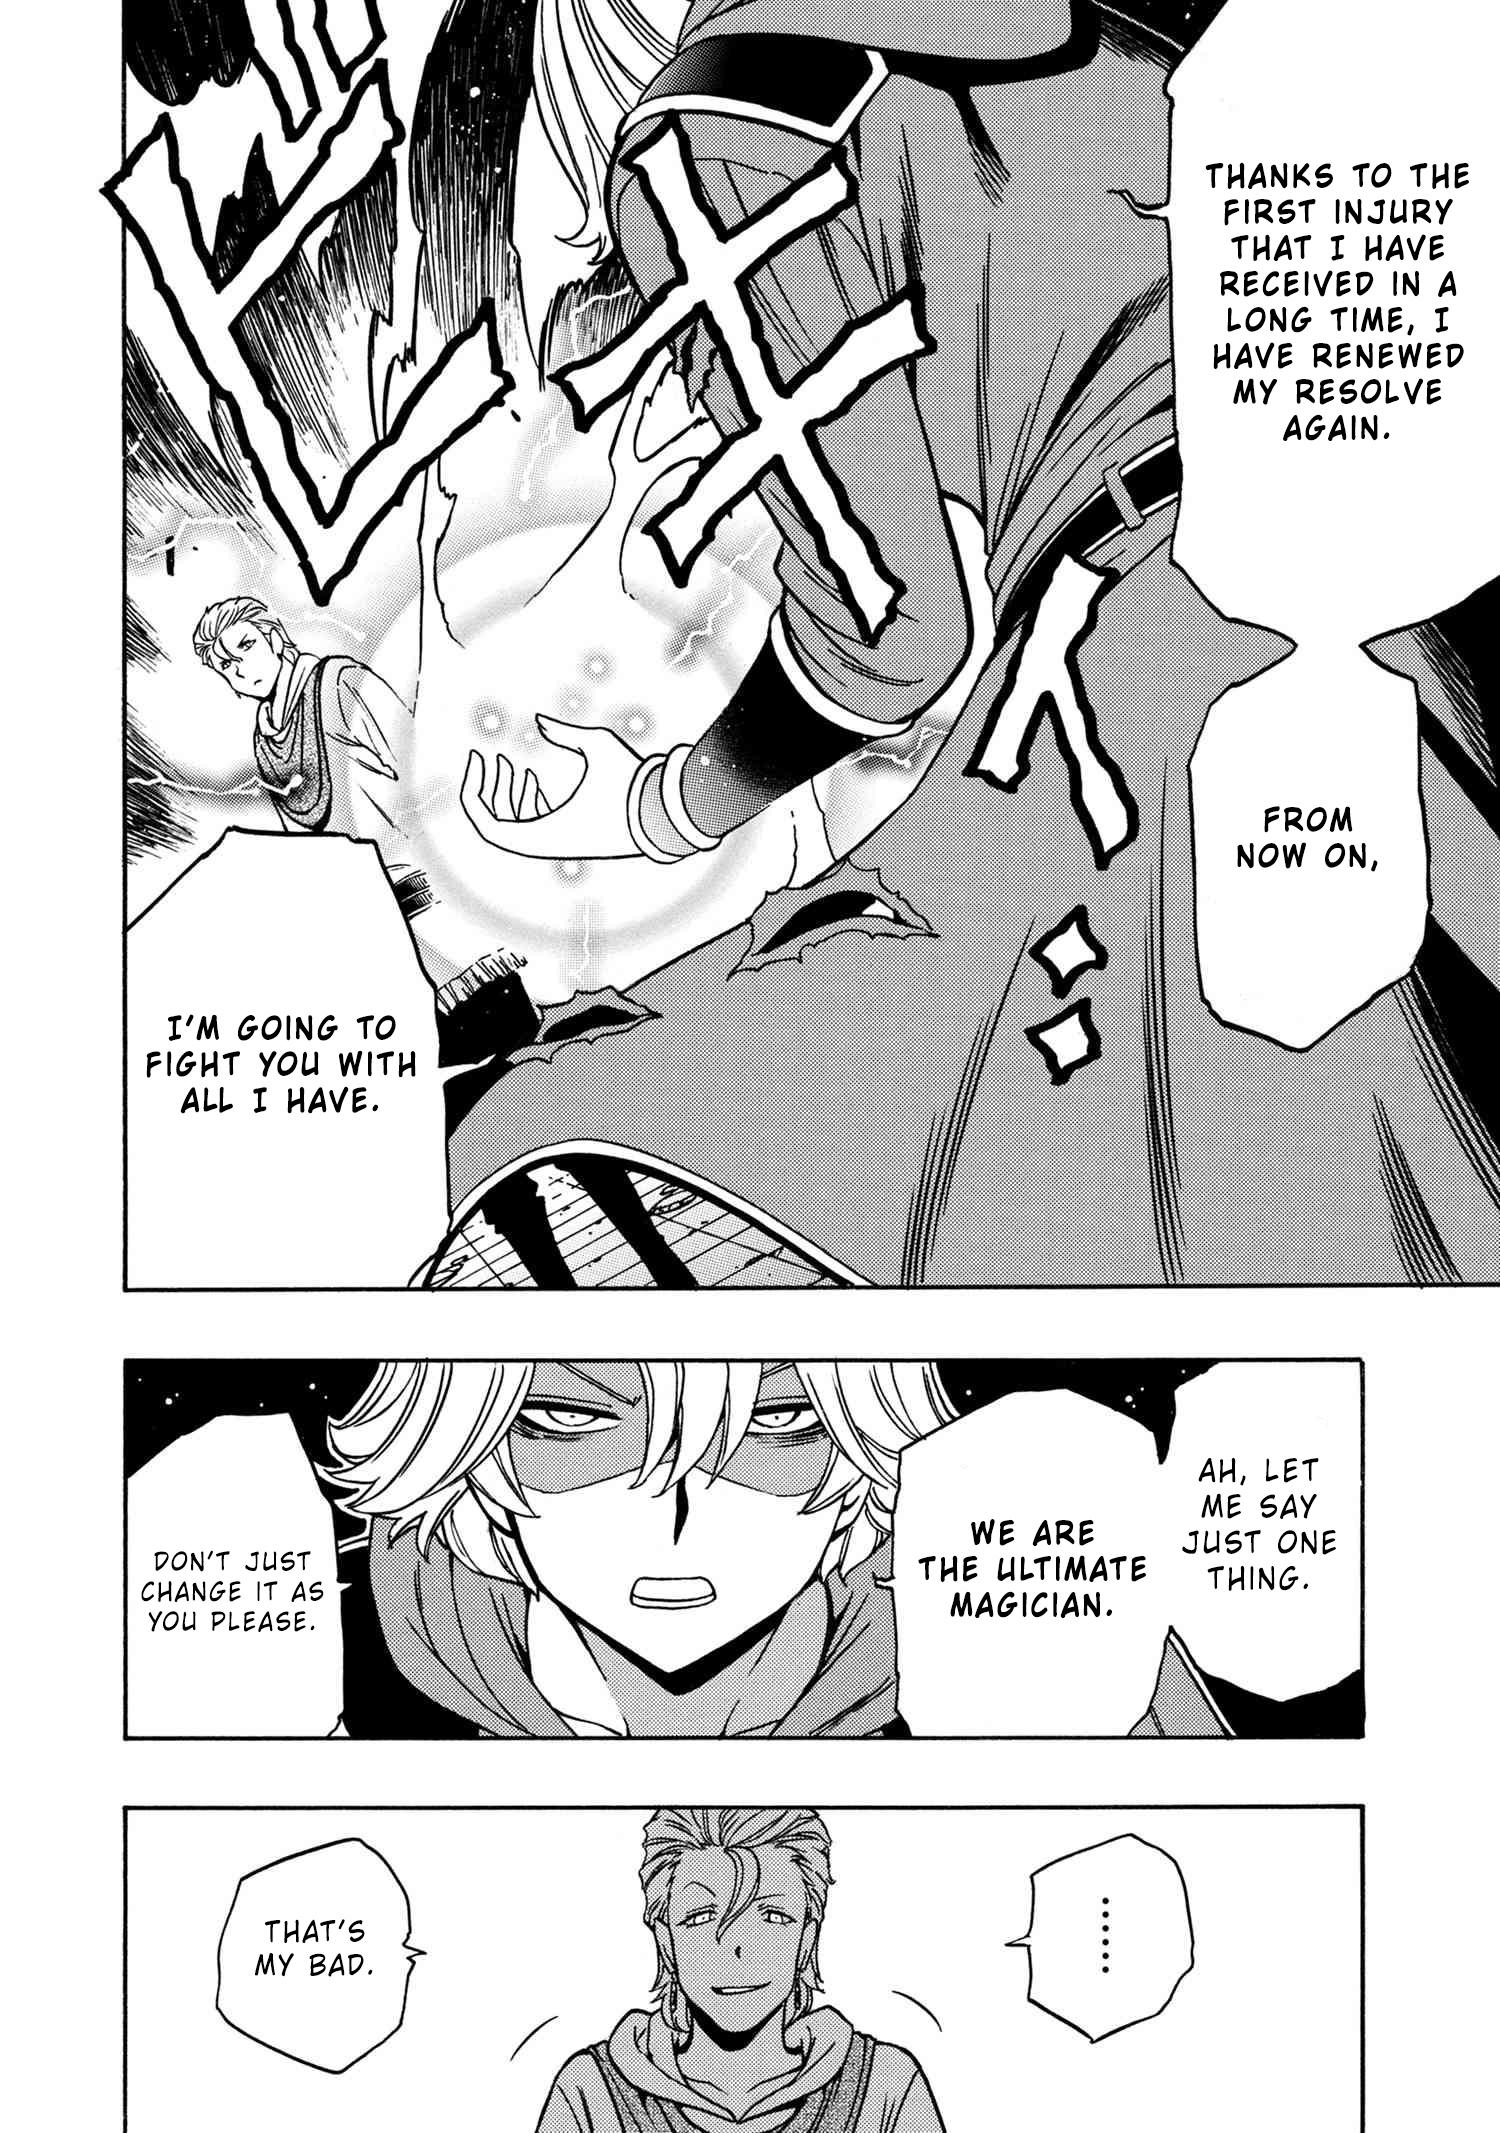 THANKS TO THE
FIRST INJURY
THAT I HAVE
RECEIVED IN A
LONG TIME, I
HAVE RENEWED
MY RESOLVE
AGAIN.
FROM
NOW ON,
I'M GOING TO
FIGHT YOU WITH
ALL I HAVE.
AH, LET
ME SAY
JUST ONE
THING.
WE ARE
THE ULTIMATE
MAGICIAN.
DON'T JUST
CHANGE IT AS
YOU PLEASE.
......
THAT'S
MY BAD.